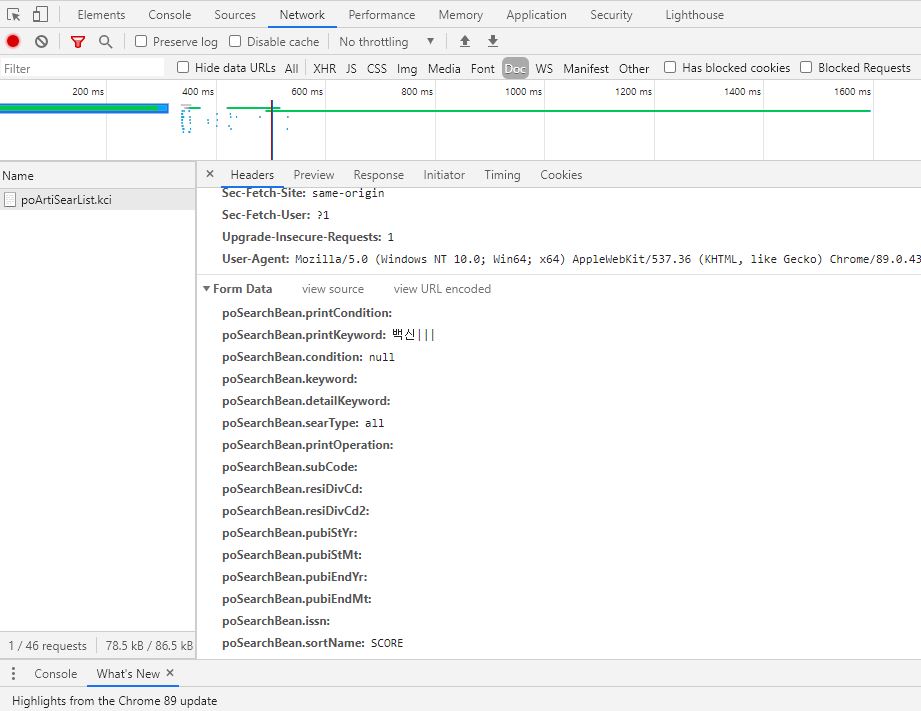 Elements Console Sources Network Performance Memory Application Security Lighthouse
Preserve log Disable cache No throttling ▼
Filter Hide data URLs All XHR JS CSS Img Media Font Doc WS Manifest Other Has blocked cookies Blocked Requests
200 ms 400 ms 600 ms 800 ms 1000 ms 1200 ms 1400 ms 1600 ms
Name
poArtiSearList.kci
× Headers Preview Response Initiator Timing Cookies
Sec-Fetch-Site: same-origin
Sec-Fetch-User: ?1
Upgrade-Insecure-Requests: 1
User-Agent: Mozilla/5.0 (Windows NT 10.0; Win64; x64) AppleWebKit/537.36 (KHTML, like Gecko) Chrome/89.0.43
▼ Form Data view source view URL encoded
poSearchBean.printCondition:
poSearchBean.printKeyword: 백신|||
poSearchBean.condition: null
poSearchBean.keyword:
poSearchBean.detailKeyword:
poSearchBean.searType: all
poSearchBean.printOperation:
poSearchBean.subCode:
poSearchBean.resiDivCd:
poSearchBean.resiDivCd2:
poSearchBean.pubiStYr:
poSearchBean.pubiStMt:
poSearchBean.pubiEndYr:
poSearchBean.pubiEndMt:
poSearchBean.issn:
poSearchBean.sortName: SCORE
1 / 46 requests 78.5 kB / 86.5 kB
Console What's New ×
Highlights from the Chrome 89 update